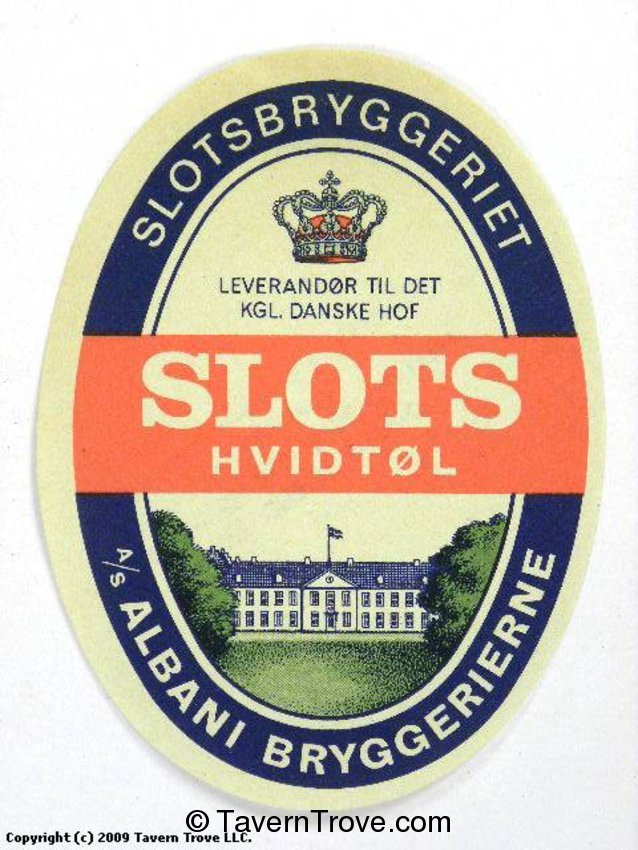 SLOTSBRYGGERIET
LEVERANDØR TIL DET
KGL. DANSKE HOF
SLOTS
HVIDTØL
A/S ALBANI BRYGGERIERNE
© TavernTrove.com
Copyright (c) 2009 Tavern Trove LLC.